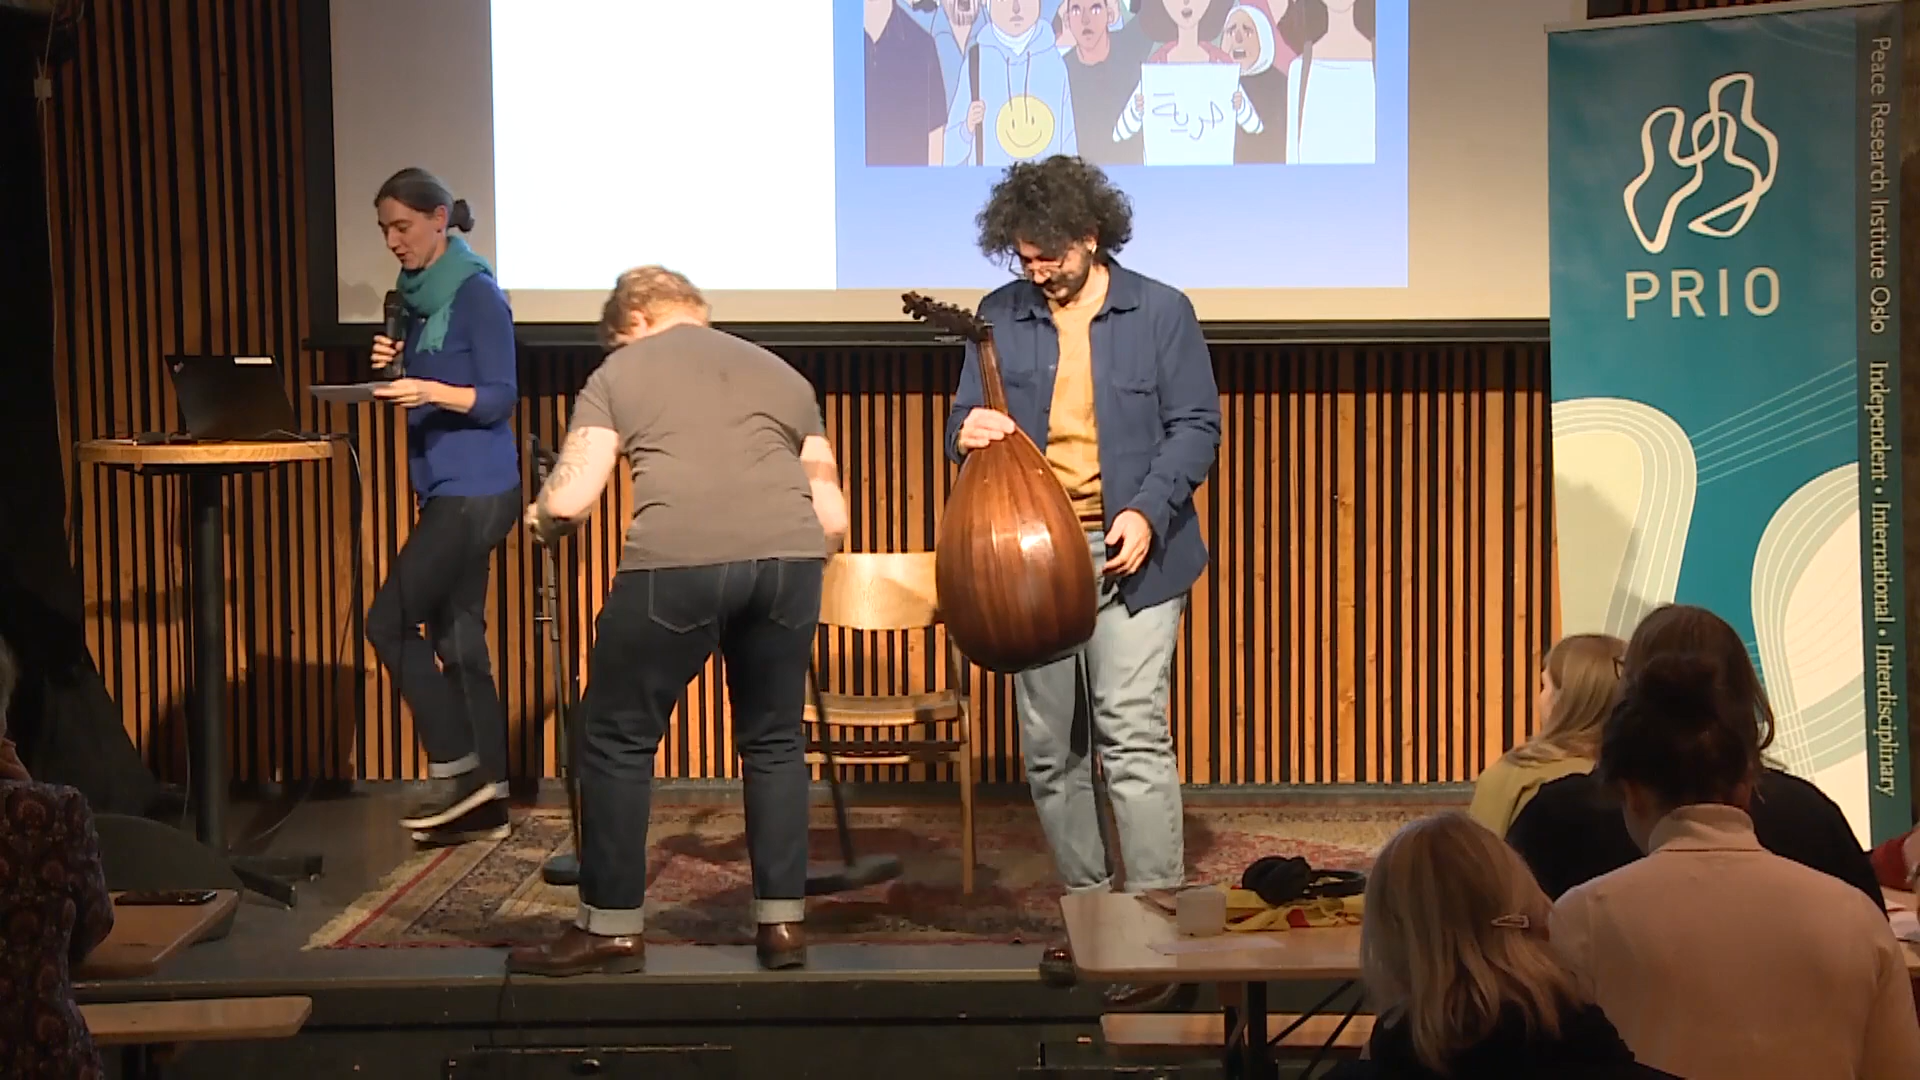 حرية
PRIO
Peace Research Institute Oslo Independent • International • Interdisciplinary